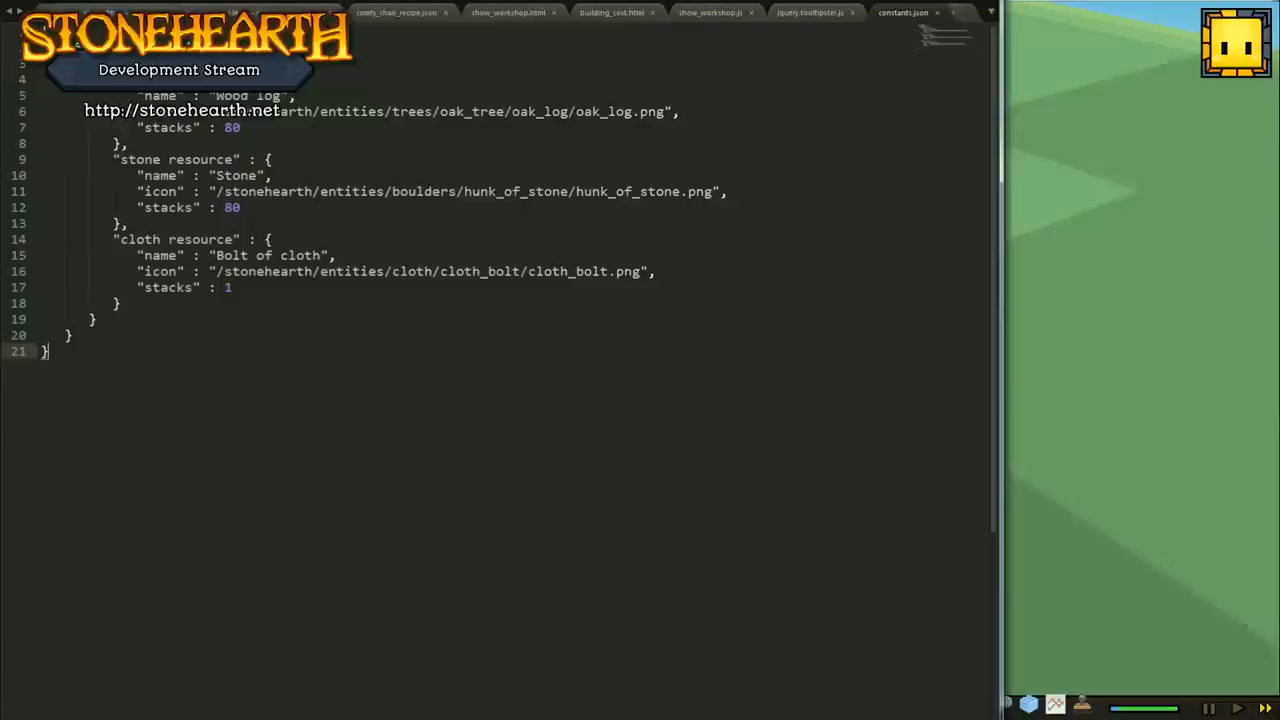 comfy_chair_recipe.json × show_workshop.html × building_cost.html × show_workshop.js × jquery.tooltipster.js × constants.json ×
STONEHEARTH
Development Stream
http://stonehearth.net
3
4
5 "name" : "Wood log",
6 earth/entities/trees/oak_tree/oak_log/oak_log.png",
7 "stacks" : 80
8 },
9 "stone resource" : {
10 "name" : "Stone",
11 "icon" : "/stonehearth/entities/boulders/hunk_of_stone/hunk_of_stone.png",
12 "stacks" : 80
13 },
14 "cloth resource" : {
15 "name" : "Bolt of cloth",
16 "icon" : "/stonehearth/entities/cloth/cloth_bolt/cloth_bolt.png",
17 "stacks" : 1
18 }
19 }
20 }
21 }